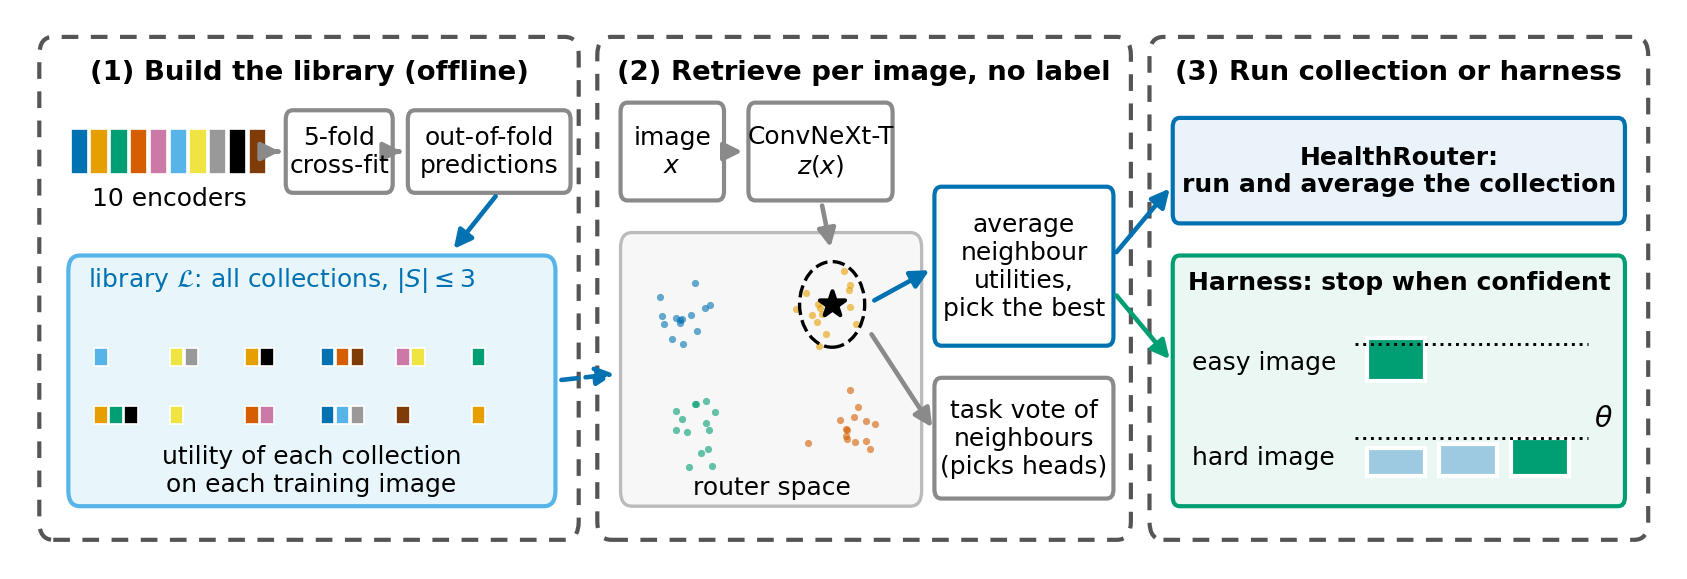 (1) Build the library (offline)
10 encoders
5-fold
cross-fit
out-of-fold
predictions
library ℒ: all collections, |S| ≤ 3
utility of each collection
on each training image
(2) Retrieve per image, no label
image
x
ConvNeXt-T
z(x)
router space
average
neighbour
utilities,
pick the best
task vote of
neighbours
(picks heads)
(3) Run collection or harness
HealthRouter:
run and average the collection
Harness: stop when confident
easy image
θ
hard image